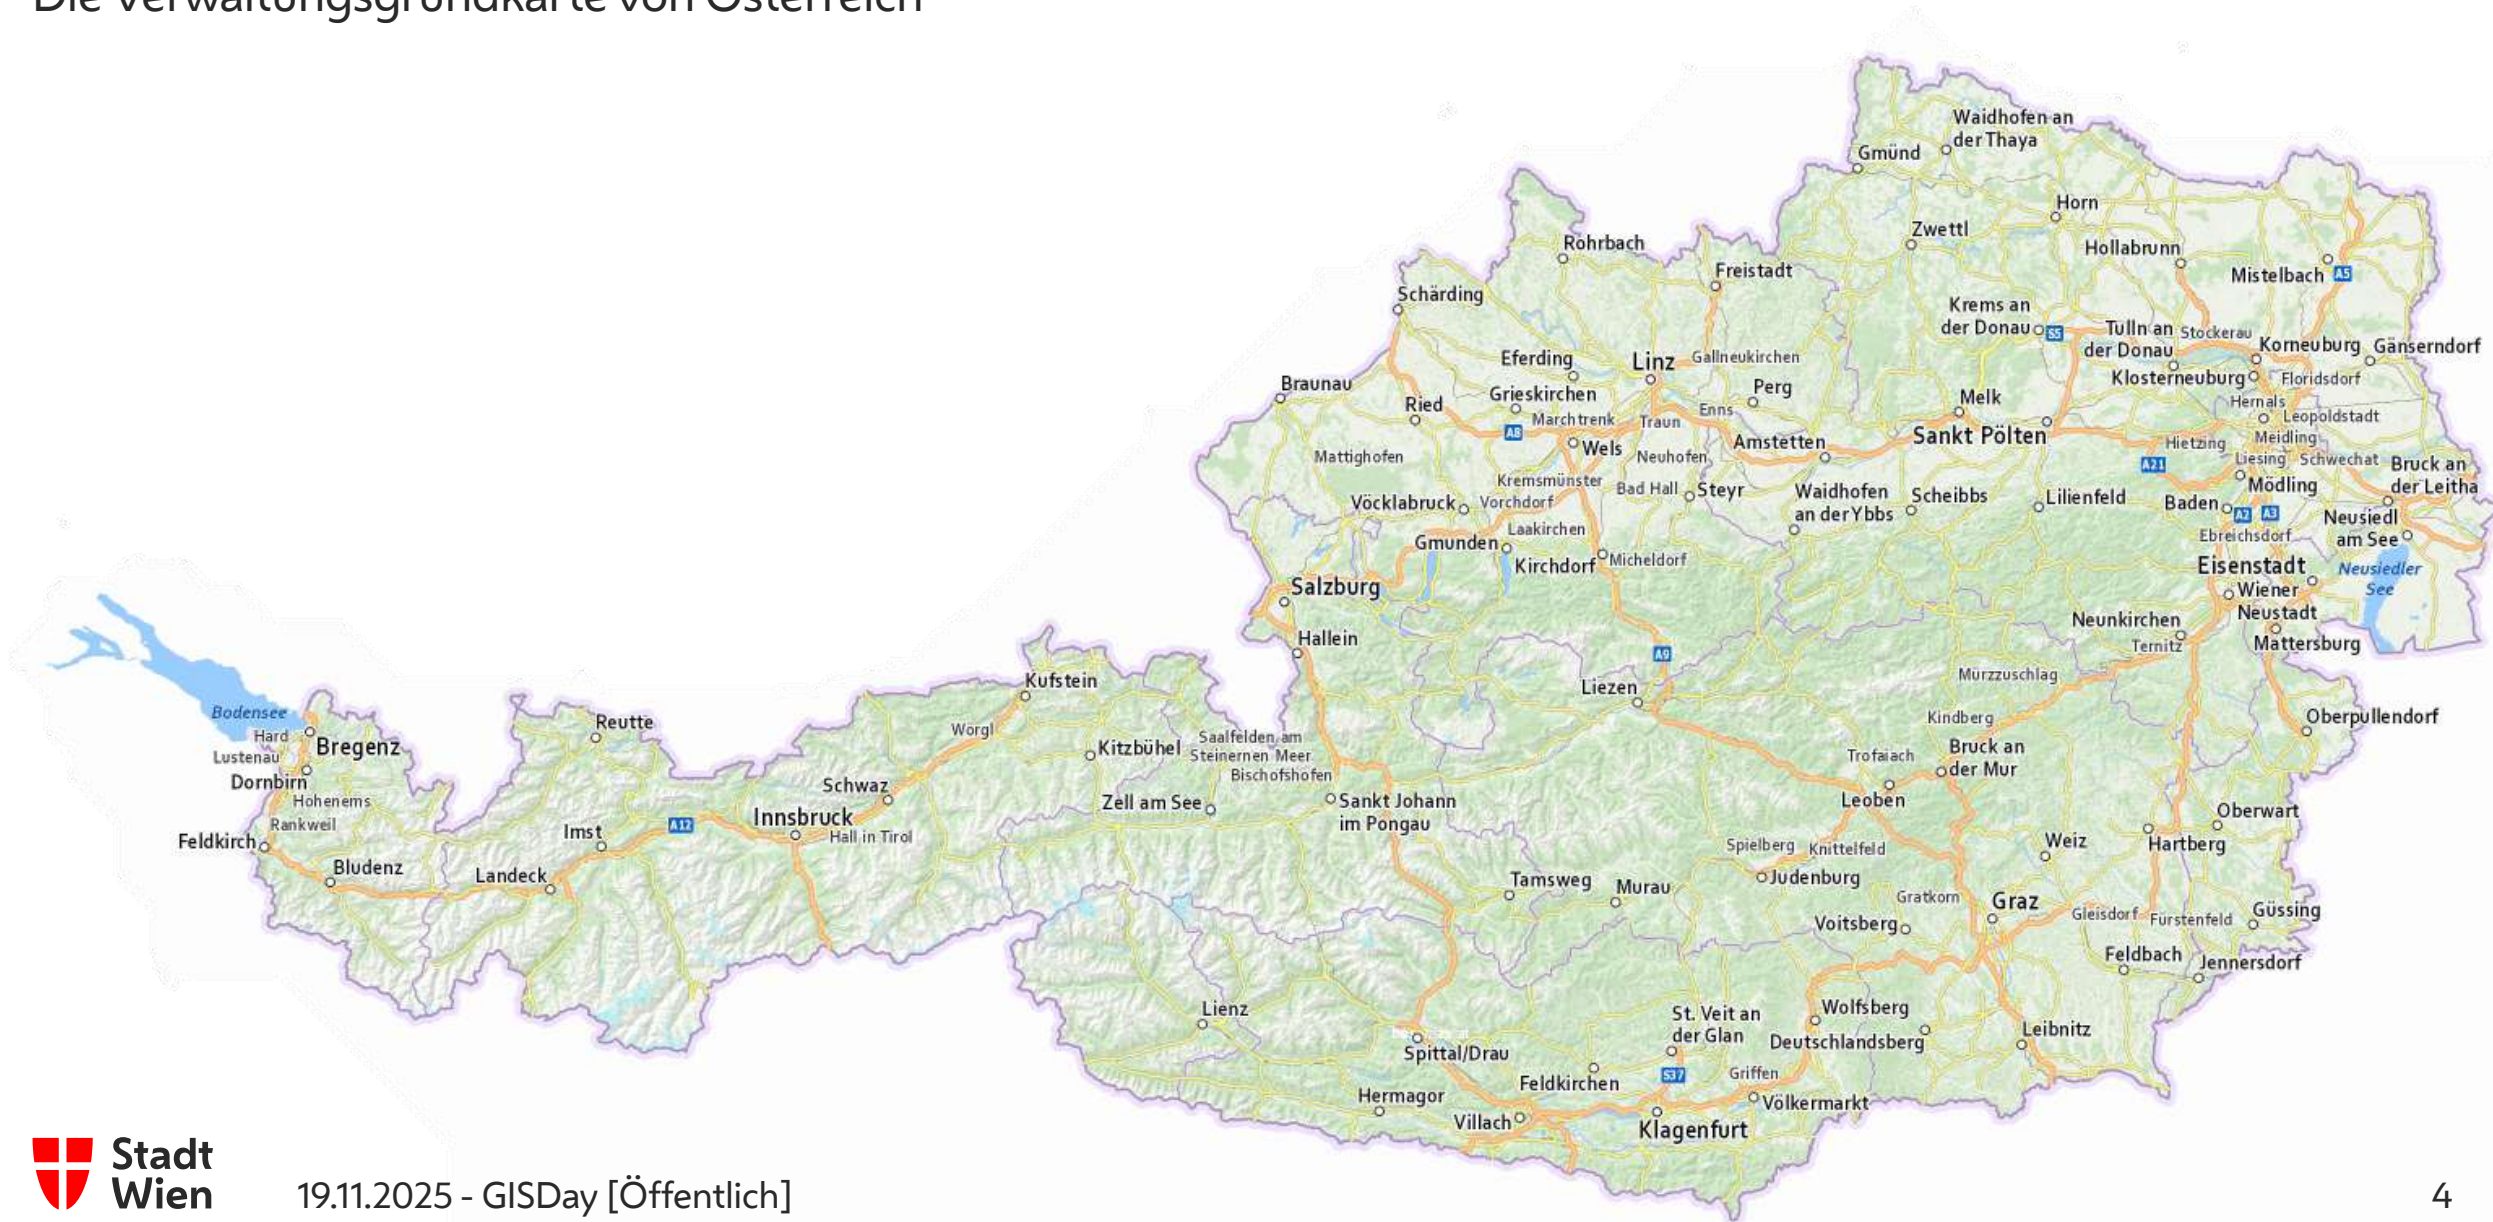 Die Verwaltungsgrundkarte von Österreich
Waidhofen an
der Thaya
Gmünd
Horn
Zwettl
Rohrbach
Hollabrunn
Freistadt
Mistelbach
A5
Schärding
Krems an
der Donau
S5
Tulln an
der Donau
Stockerau
Korneuburg
Gänserndorf
Eferding
Linz
Gallneukirchen
Klosterneuburg
Floridsdorf
Braunau
Grieskirchen
Perg
Melk
Hernals
Ried
Enns
Leopoldstadt
A8
Marchtrenk
Traun
Amstetten
Sankt Pölten
Hietzing
Meidling
Mattighofen
Wels
Neuhofen
A21
Liesing
Schwechat
Bruck an
der Leitha
Kremsmünster
Bad Hall
Steyr
Waidhofen
an der Ybbs
Scheibbs
Lilienfeld
Mödling
Vöcklabruck
Vorchdorf
Baden
A2
A3
Neusiedl
am See
Laakirchen
Gmunden
Ebreichsdorf
Kirchdorf
Micheldorf
Eisenstadt
Neusiedler
See
Salzburg
Wiener
Neustadt
Neunkirchen
Hallein
Ternitz
Mattersburg
A9
Mürzzuschlag
Kufstein
Liezen
Bodensee
Reutte
Kindberg
Oberpullendorf
Hard
Bregenz
Wörgl
Kitzbühel
Saalfelden am
Steinernen Meer
Lustenau
Trofaiach
Bruck an
der Mur
Dornbirn
Bischofshofen
Schwaz
Hohenems
Zell am See
Sankt Johann
im Pongau
Leoben
Oberwart
Rankweil
A12
Innsbruck
Feldkirch
Imst
Hall in Tirol
Spielberg
Knittelfeld
Weiz
Hartberg
Bludenz
Landeck
Tamsweg
Murau
Judenburg
Gratkorn
Graz
Gleisdorf
Fürstenfeld
Güssing
Voitsberg
Feldbach
Jennersdorf
Lienz
St. Veit an
der Glan
Wolfsberg
Deutschlandsberg
Leibnitz
Spittal/Drau
Feldkirchen
S37
Griffen
Hermagor
Völkermarkt
Villach
Klagenfurt
Stadt
Wien
19.11.2025 - GISDay [Öffentlich]
4